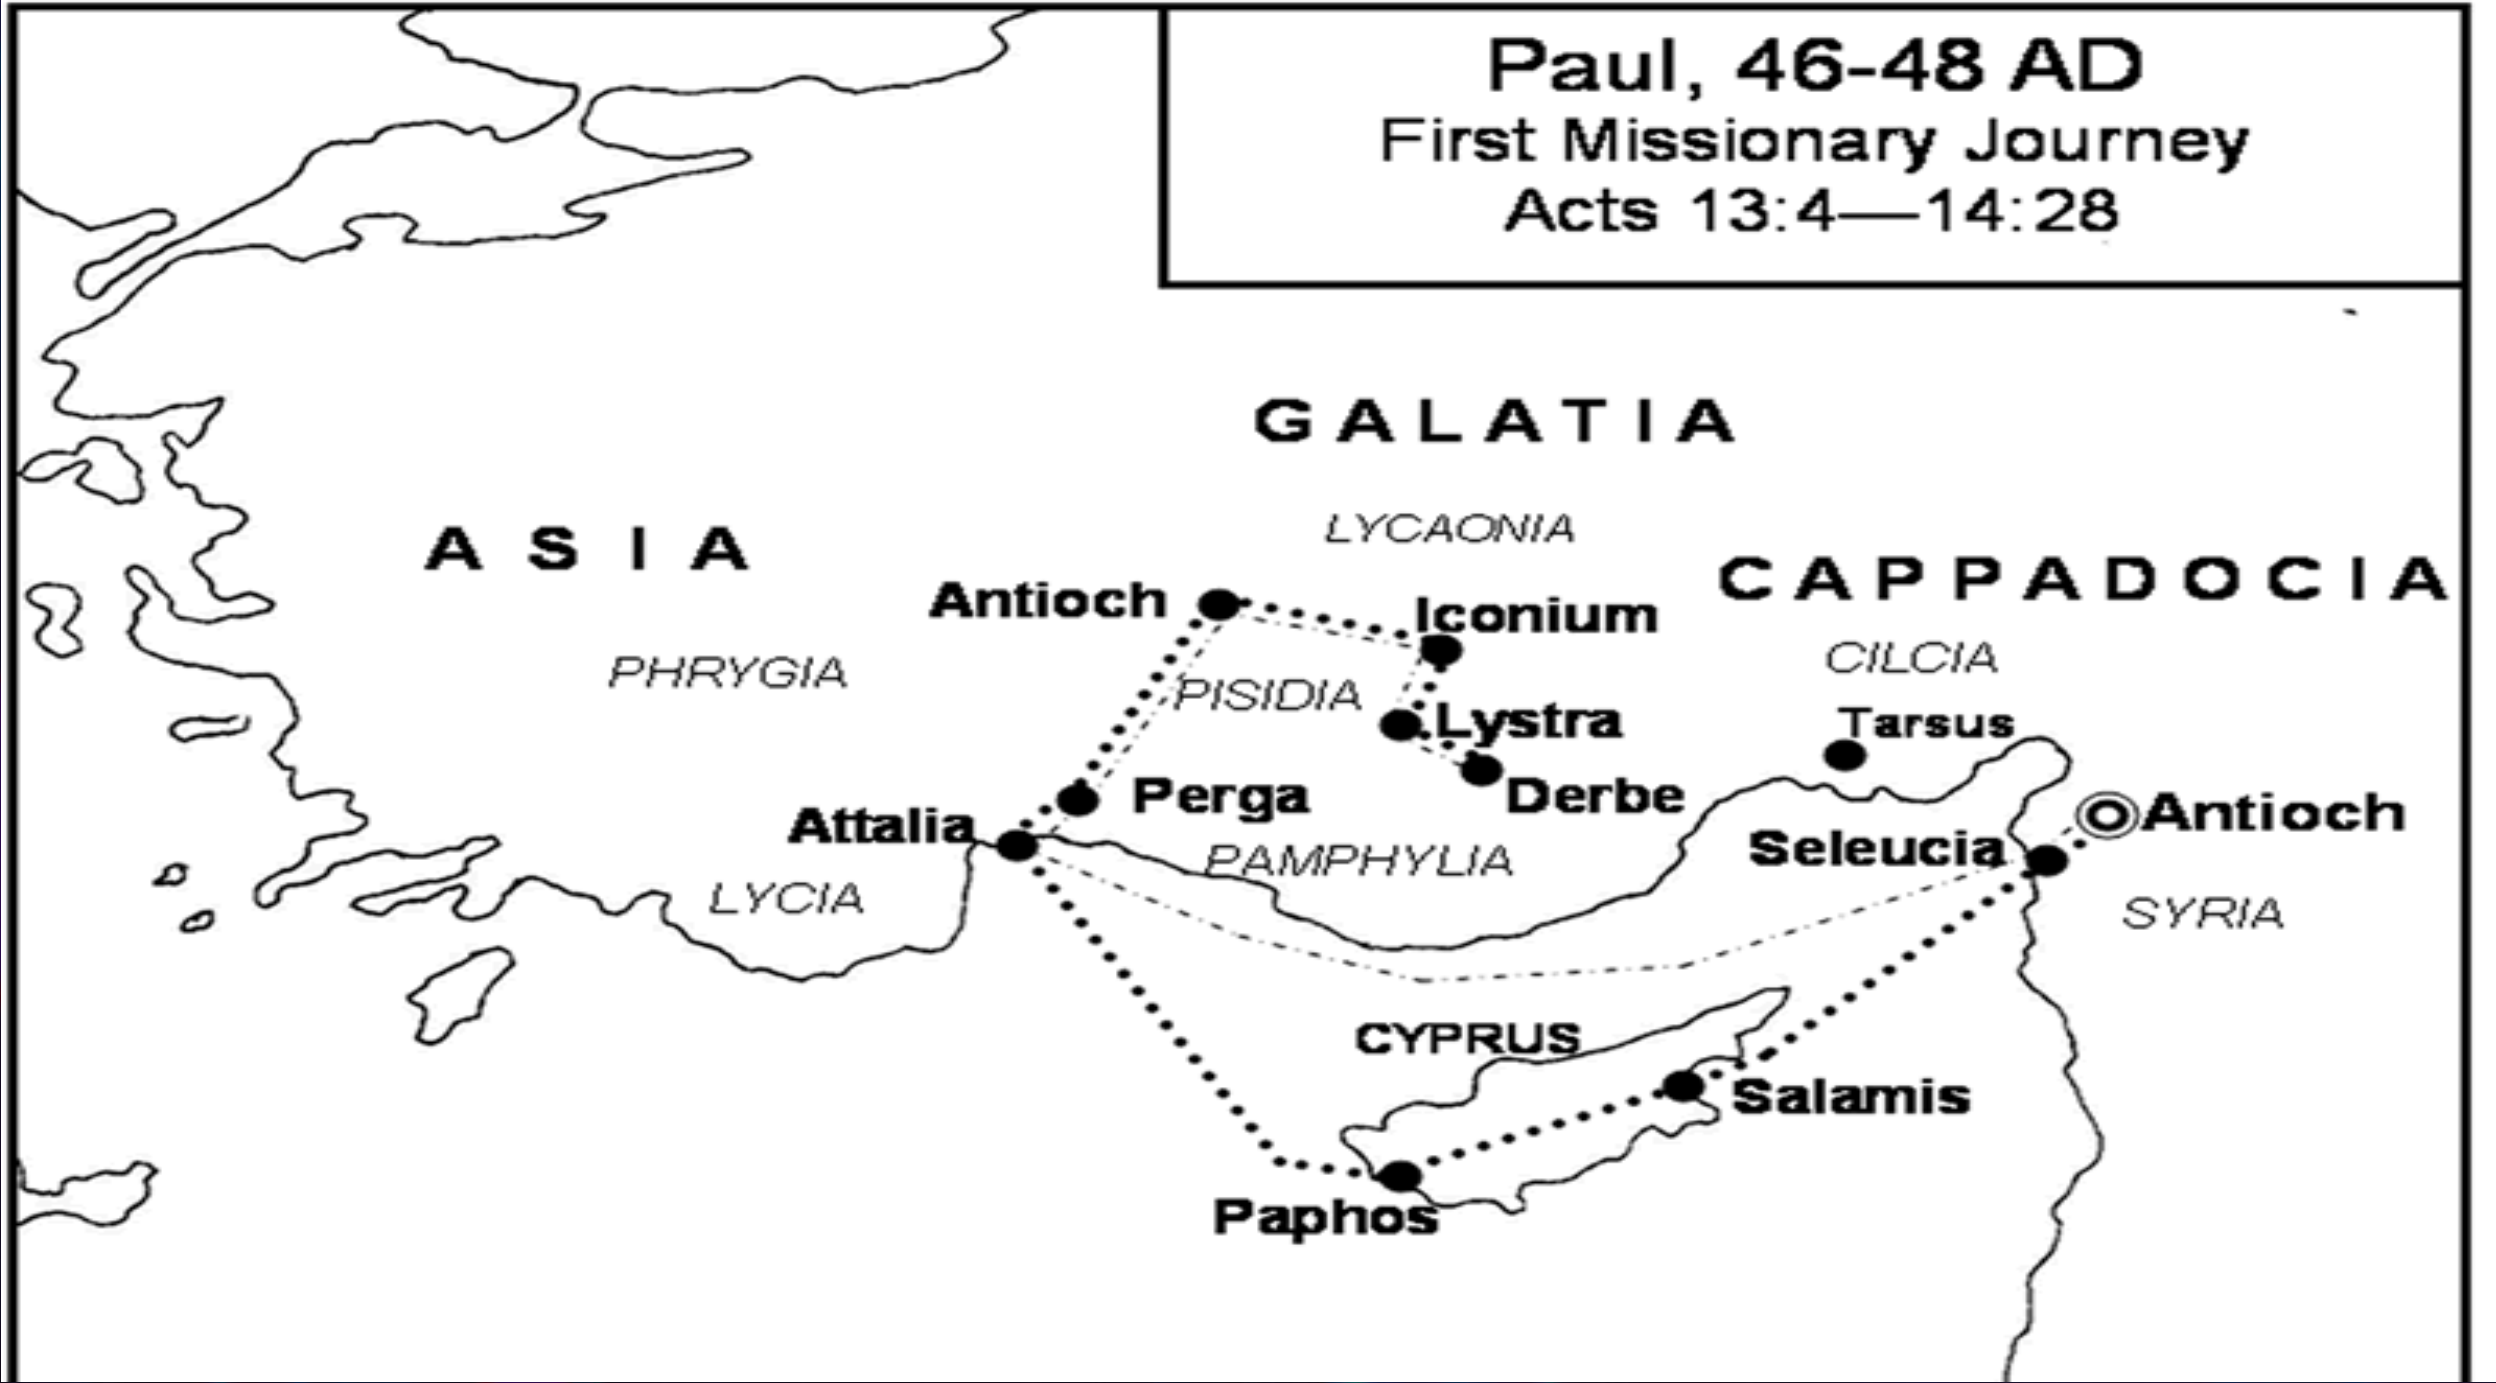 Paul, 46-48 AD
First Missionary Journey
Acts 13:4—14:28
GALATIA
LYCAONIA
ASIA
CAPPADOCIA
Antioch
Iconium
CILCIA
PHRYGIA
PISIDIA
Lystra
Tarsus
Perga
Derbe
Attalia
Antioch
Seleucia
PAMPHYLIA
LYCIA
SYRIA
CYPRUS
Salamis
Paphos